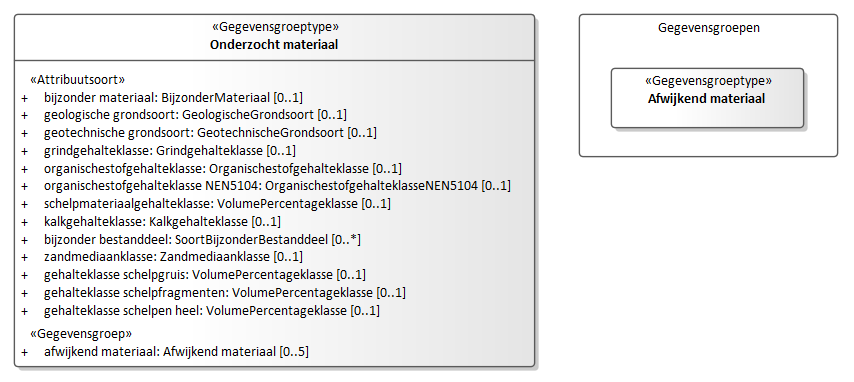 «Gegevensgroeptype»
Onderzocht materiaal
«Attribuutsoort»
+ bijzonder materiaal: BijzonderMateriaal [0..1]
+ geologische grondsoort: GeologischeGrondsoort [0..1]
+ geotechnische grondsoort: GeotechnischeGrondsoort [0..1]
+ grindgehalteklasse: Grindgehalteklasse [0..1]
+ organischestofgehalteklasse: Organischestofgehalteklasse [0..1]
+ organischestofgehalteklasse NEN5104: OrganischestofgehalteklasseNEN5104 [0..1]
+ schelpmateriaalgehalteklasse: VolumePercentageklasse [0..1]
+ kalkgehalteklasse: Kalkgehalteklasse [0..1]
+ bijzonder bestanddeel: SoortBijzonderBestanddeel [0..*]
+ zandmediaanklasse: Zandmediaanklasse [0..1]
+ gehalteklasse schelpgruis: VolumePercentageklasse [0..1]
+ gehalteklasse schelpfragmenten: VolumePercentageklasse [0..1]
+ gehalteklasse schelpen heel: VolumePercentageklasse [0..1]
«Gegevensgroep»
+ afwijkend materiaal: Afwijkend materiaal [0..5]
Gegevensgroepen
«Gegevensgroeptype»
Afwijkend materiaal